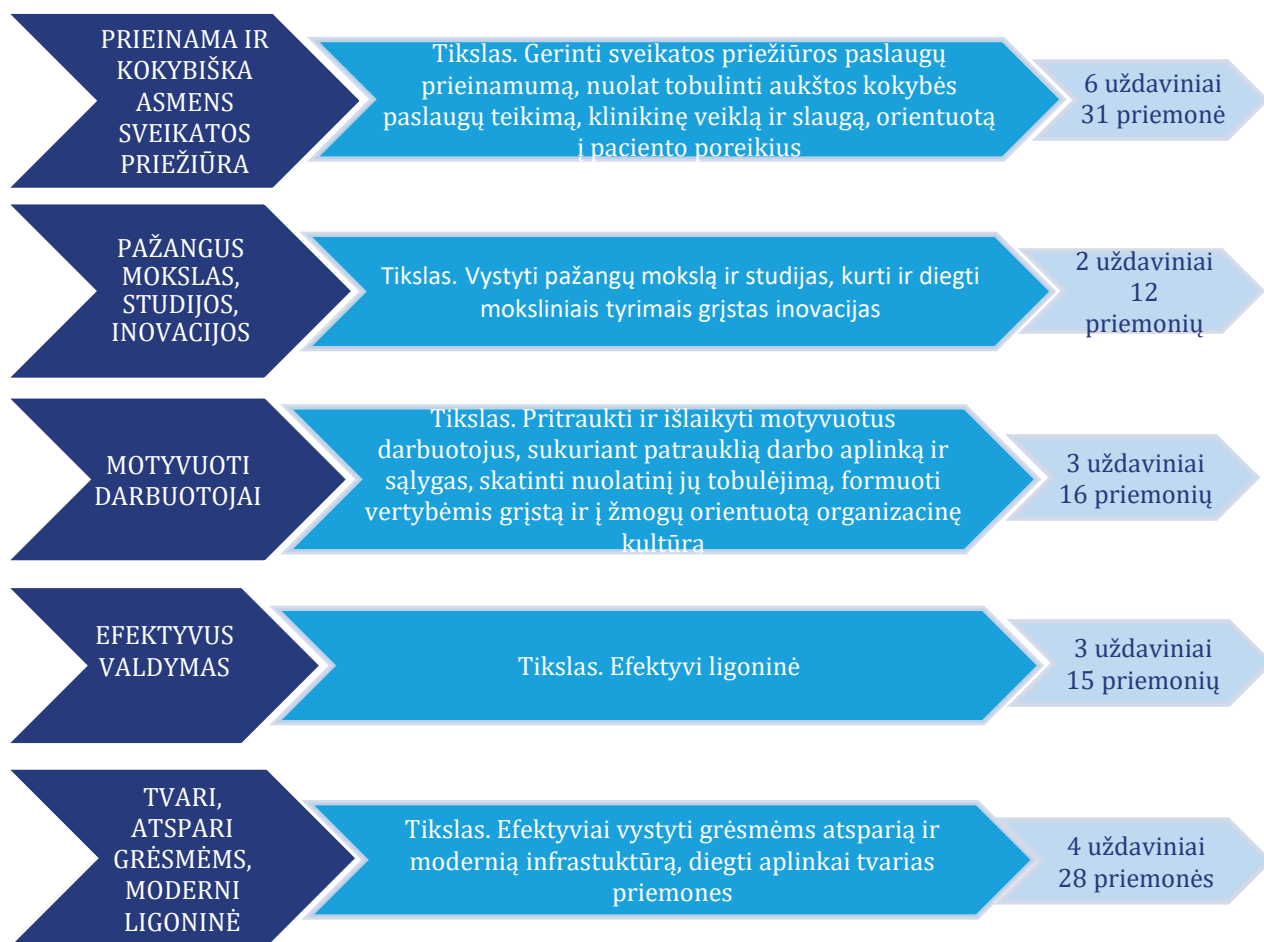 PRIEINAMA IR
KOKYBIŠKA
ASMENS
SVEIKATOS
PRIEŽIŪRA
Tikslas. Gerinti sveikatos priežiūros paslaugų
prieinamumą, nuolat tobulinti aukštos kokybės
paslaugų teikimą, klinikinę veiklą ir slaugą, orientuotą
į paciento poreikius
6 uždaviniai
31 priemonė
PAŽANGUS
MOKSLAS,
STUDIJOS,
INOVACIJOS
Tikslas. Vystyti pažangų mokslą ir studijas, kurti ir diegti
moksliniais tyrimais grįstas inovacijas
2 uždaviniai
12
priemonių
MOTYVUOTI
DARBUOTOJAI
Tikslas. Pritraukti ir išlaikyti motyvuotus
darbuotojus, sukuriant patrauklią darbo aplinką ir
sąlygas, skatinti nuolatinį jų tobulėjimą, formuoti
vertybėmis grįstą ir į žmogų orientuotą organizacinę
kultūrą
3 uždaviniai
16 priemonių
EFEKTYVUS
VALDYMAS
Tikslas. Efektyvi ligoninė
3 uždaviniai
15 priemonių
TVARI,
ATSPARI
GRĖSMĖMS,
MODERNI
LIGONINĖ
Tikslas. Efektyviai vystyti grėsmėms atsparią ir
modernią infrastuktūrą, diegti aplinkai tvarias
priemones
4 uždaviniai
28 priemonės